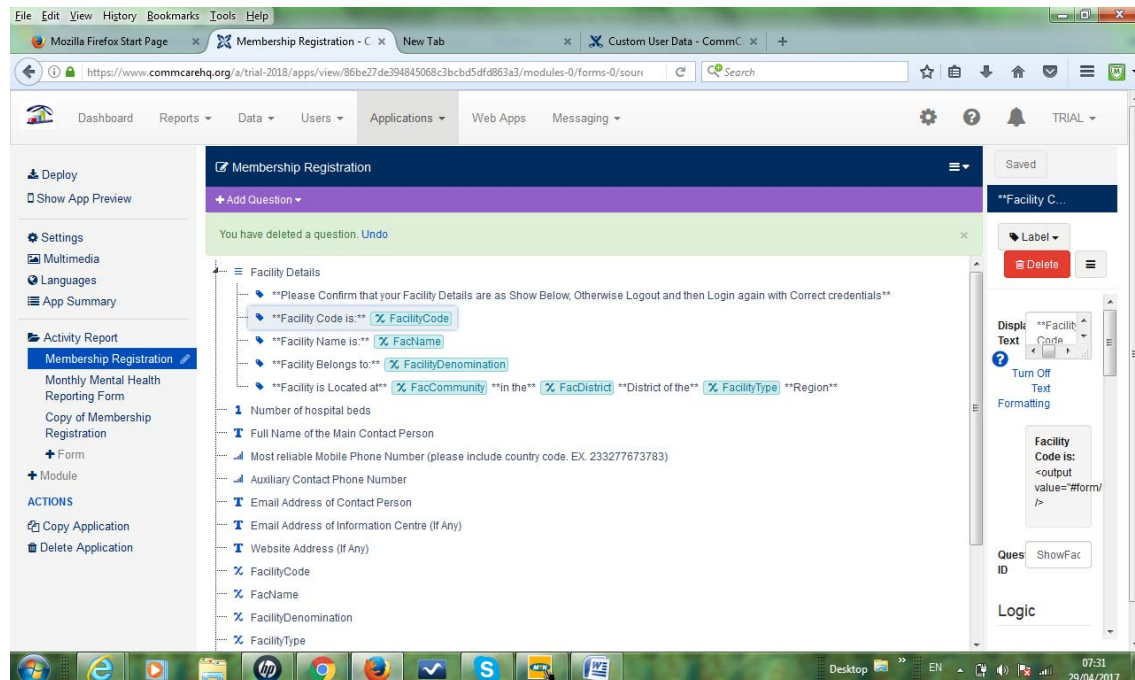 File Edit View History Bookmarks Tools Help
Mozilla Firefox Start Page
Membership Registration - C
New Tab
Custom User Data - CommC
https://www.commcarehq.org/a/trial-2018/apps/view/86be27de394845068c3bcbd5dfd863a3/modules-0/forms-0/sourc
Search
Dashboard Reports Data Users Applications Web Apps Messaging TRIAL
Deploy
Show App Preview
Settings
Multimedia
Languages
App Summary
Activity Report
Membership Registration
Monthly Mental Health
Reporting Form
Copy of Membership
Registration
+ Form
+ Module
ACTIONS
Copy Application
Delete Application
Membership Registration
+ Add Question
You have deleted a question. Undo
Facility Details
**Please Confirm that your Facility Details are as Show Below, Otherwise Logout and then Login again with Correct credentials**
**Facility Code is:** FacilityCode
**Facility Name is:** FacName
**Facility Belongs to:** FacilityDenomination
**Facility is Located at** FacCommunity **in the** FacDistrict **District of the** FacilityType **Region**
1 Number of hospital beds
T Full Name of the Main Contact Person
Most reliable Mobile Phone Number (please include country code. EX. 233277673783)
Auxiliary Contact Phone Number
T Email Address of Contact Person
T Email Address of Information Centre (If Any)
T Website Address (If Any)
FacilityCode
FacName
FacilityDenomination
FacilityType
Saved
**Facility C...
Label
Delete
Displa
Text
**Facility
Code
Turn Off
Text
Formatting
Facility
Code is:
<output
value="#form/
/>
Ques
ID
ShowFac
Logic
hp
S
MTN
W
Desktop
EN
07:31
29/04/2017